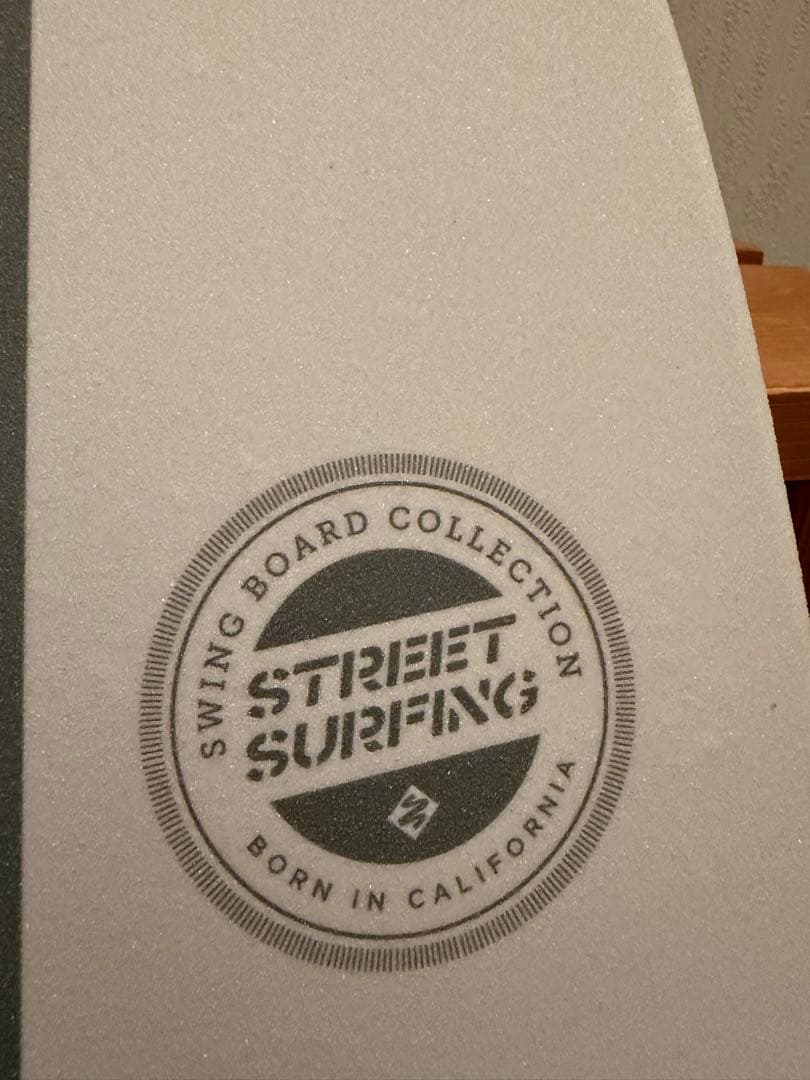 SWING BOARD COLLECTION
STREET
SURFING
BORN IN CALIFORNIA